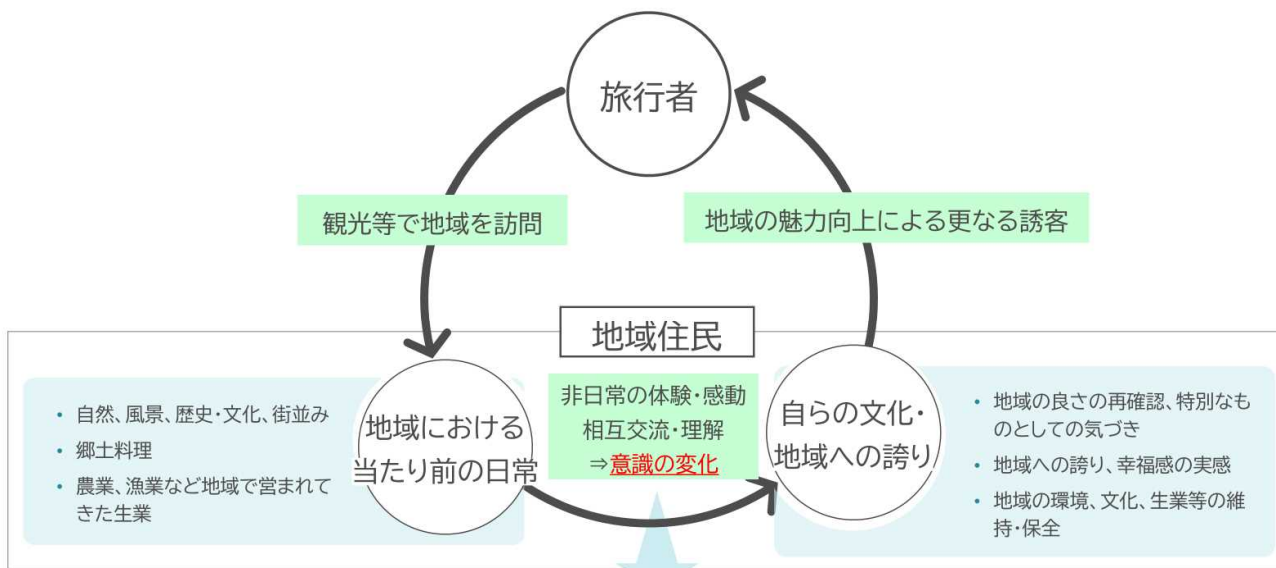 旅行者
観光等で地域を訪問
地域の魅力向上による更なる誘客
地域住民
・自然、風景、歴史・文化、街並み
・郷土料理
・農業、漁業など地域で営まれて
きた生業
地域における
当たり前の日常
非日常の体験・感動
相互交流・理解
⇒意識の変化
自らの文化・
地域への誇り
・地域の良さの再確認、特別なも
のとしての気づき
・地域への誇り、幸福感の実感
・地域の環境、文化、生業等の維
持・保全